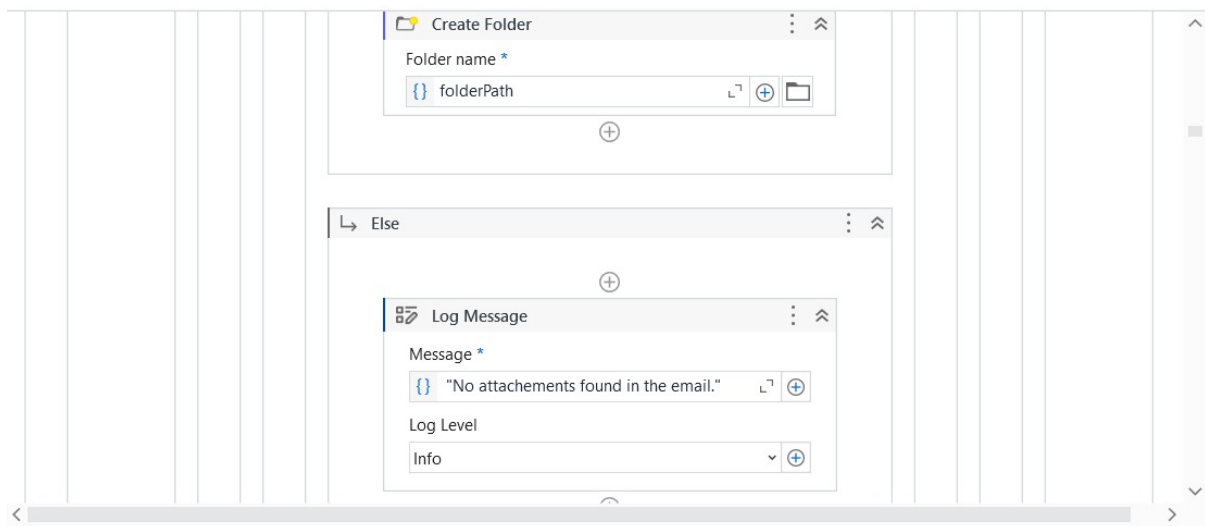 Create Folder
Folder name *
{} folderPath
Else
Log Message
Message *
{} "No attachements found in the email."
Log Level
Info